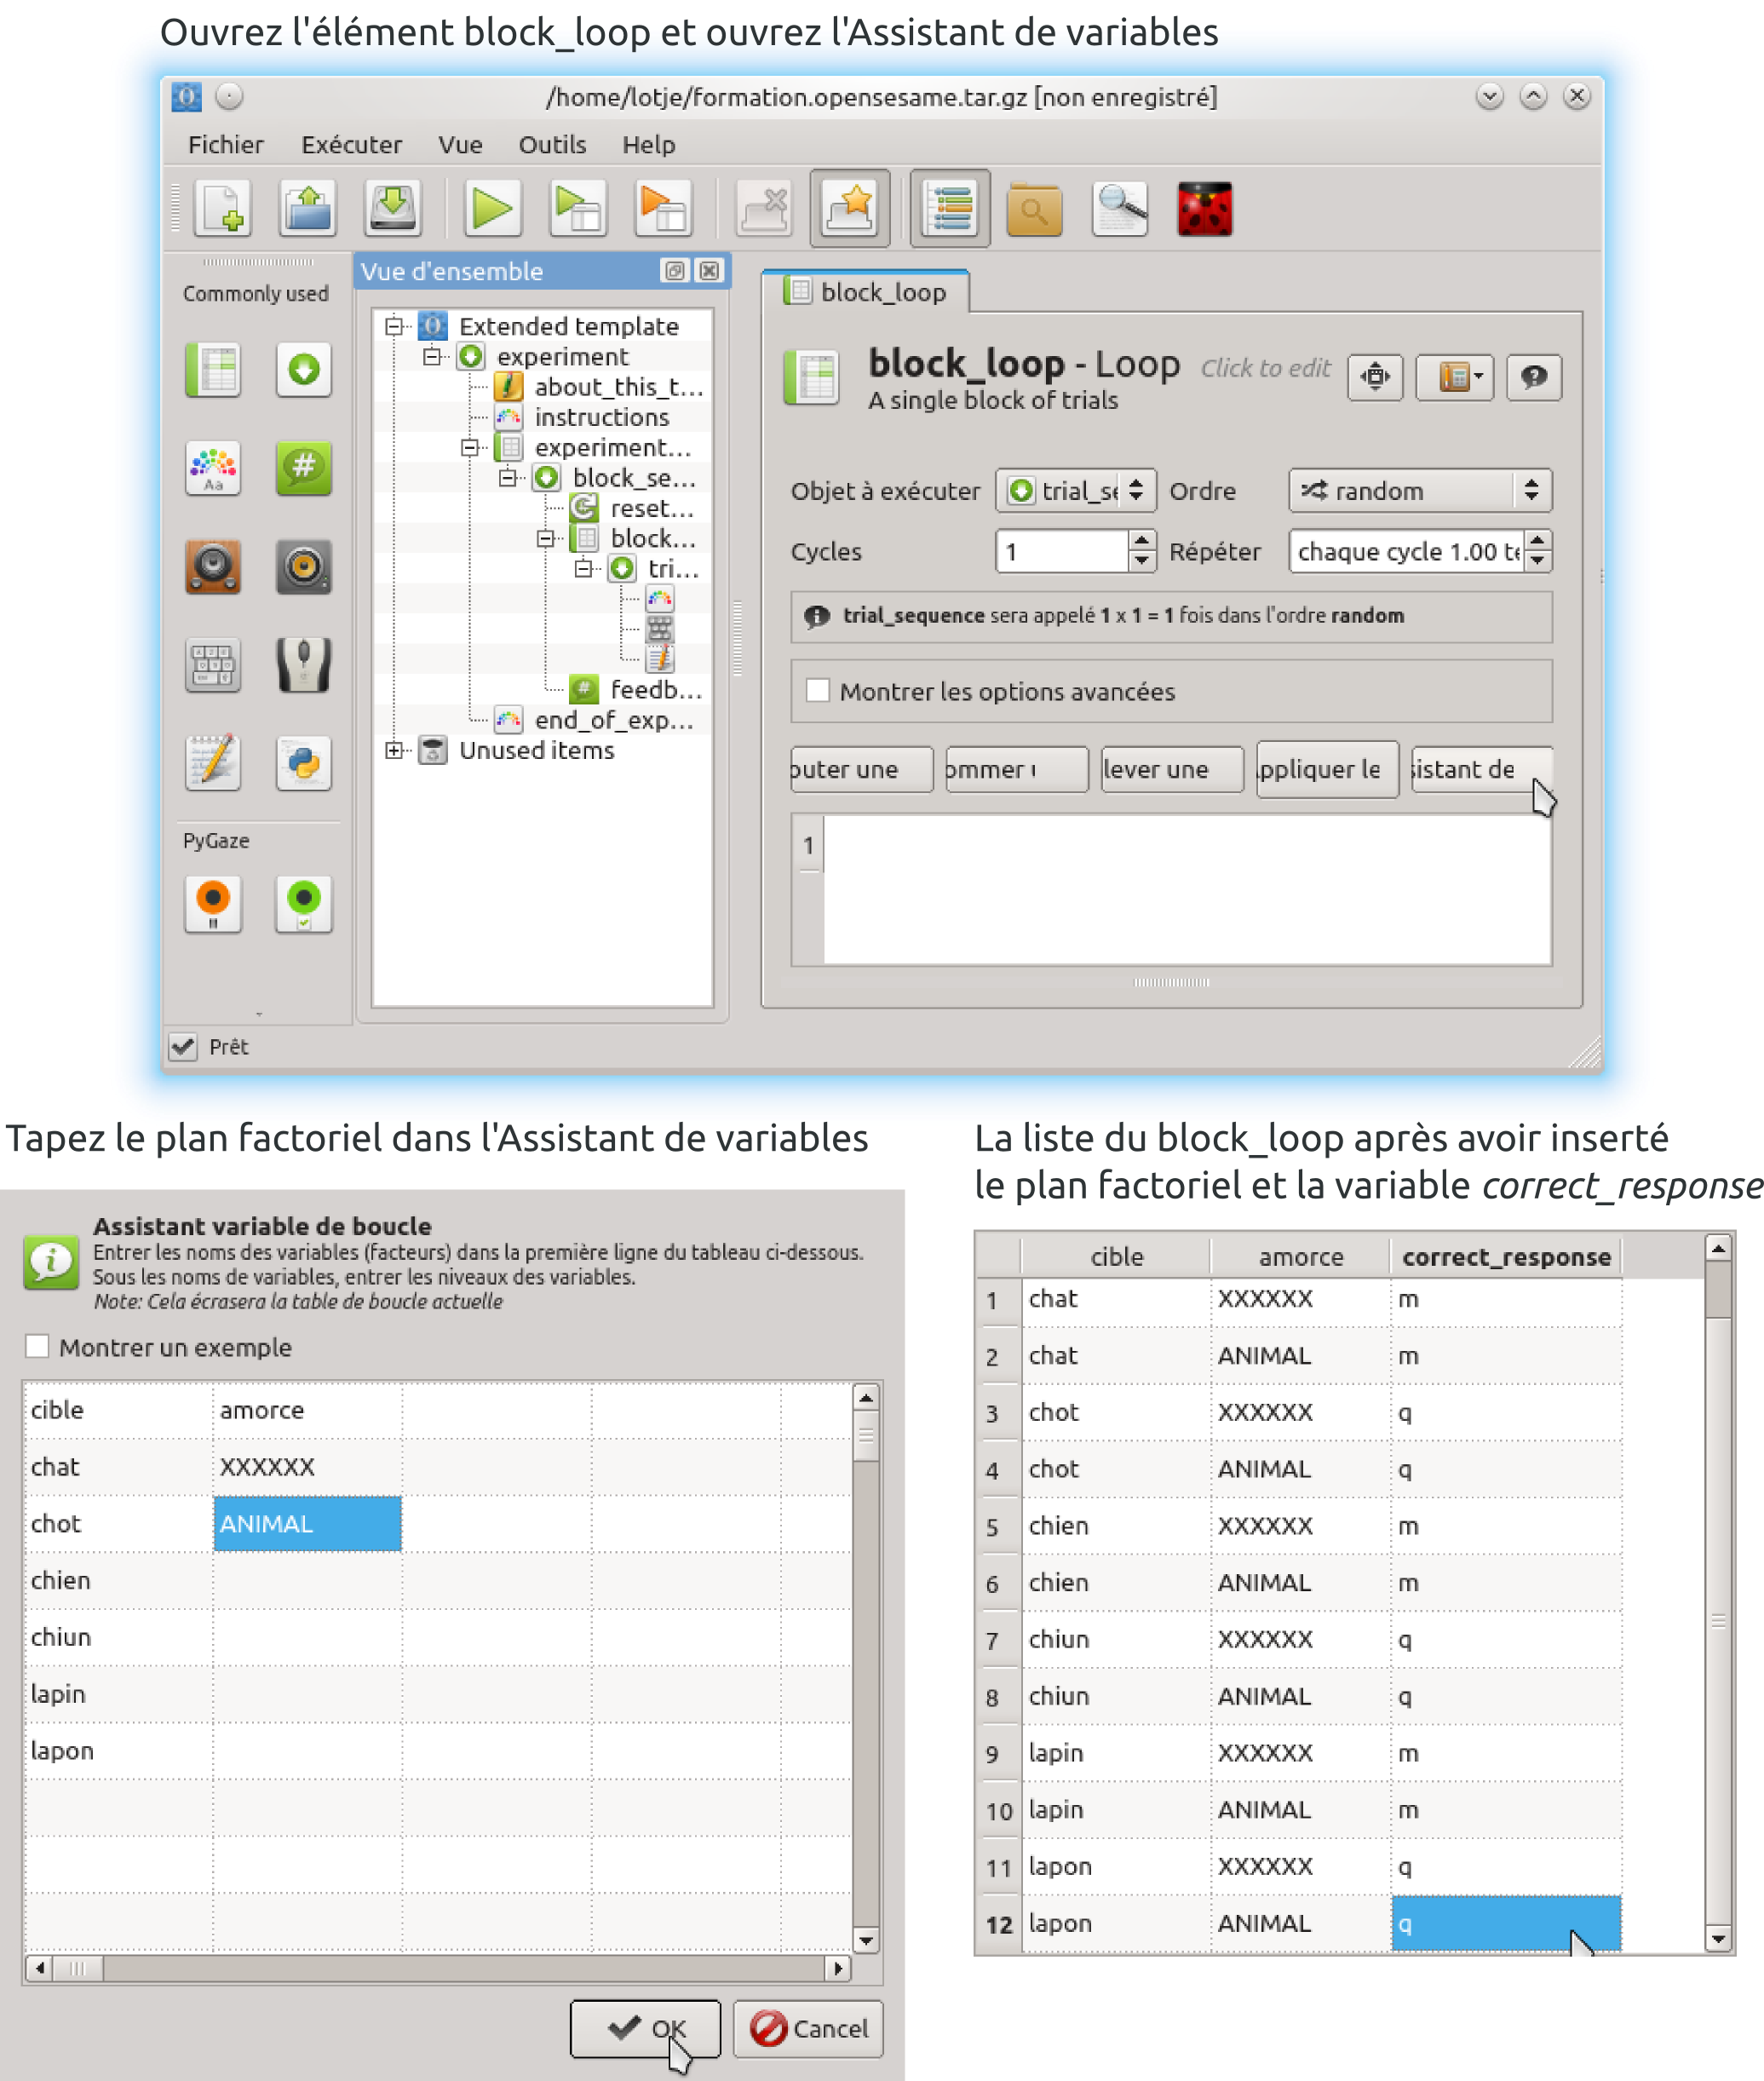 Ouvrez l'élément block_loop et ouvrez l'Assistant de variables
/home/lotje/formation.opensesame.tar.gz [non enregistré]
Fichier Exécuter Vue Outils Help
Commonly used
Aa
PyGaze
Vue d'ensemble
Extended template
experiment
about_this_t...
instructions
experiment...
block_se...
reset...
block...
tri...
feedb...
end_of_exp...
Unused items
block_loop
block_loop - Loop Click to edit
A single block of trials
Objet à exécuter trial_se Ordre random
Cycles 1 Répéter chaque cycle 1.00 te
trial_sequence sera appelé 1 x 1 = 1 fois dans l'ordre random
Montrer les options avancées
outer une ommer u lever une ppliquer le sistant de
1
Prêt
Tapez le plan factoriel dans l'Assistant de variables
Assistant variable de boucle
Entrer les noms des variables (facteurs) dans la première ligne du tableau ci-dessous.
Sous les noms de variables, entrer les niveaux des variables.
Note: Cela écrasera la table de boucle actuelle
Montrer un exemple
cible amorce
chat XXXXXX
chot ANIMAL
chien
chiun
lapin
lapon
OK Cancel
La liste du block_loop après avoir inserté
le plan factoriel et la variable correct_response
cible amorce correct_response
1 chat XXXXXX m
2 chat ANIMAL m
3 chot XXXXXX q
4 chot ANIMAL q
5 chien XXXXXX m
6 chien ANIMAL m
7 chiun XXXXXX q
8 chiun ANIMAL q
9 lapin XXXXXX m
10 lapin ANIMAL m
11 lapon XXXXXX q
12 lapon ANIMAL q